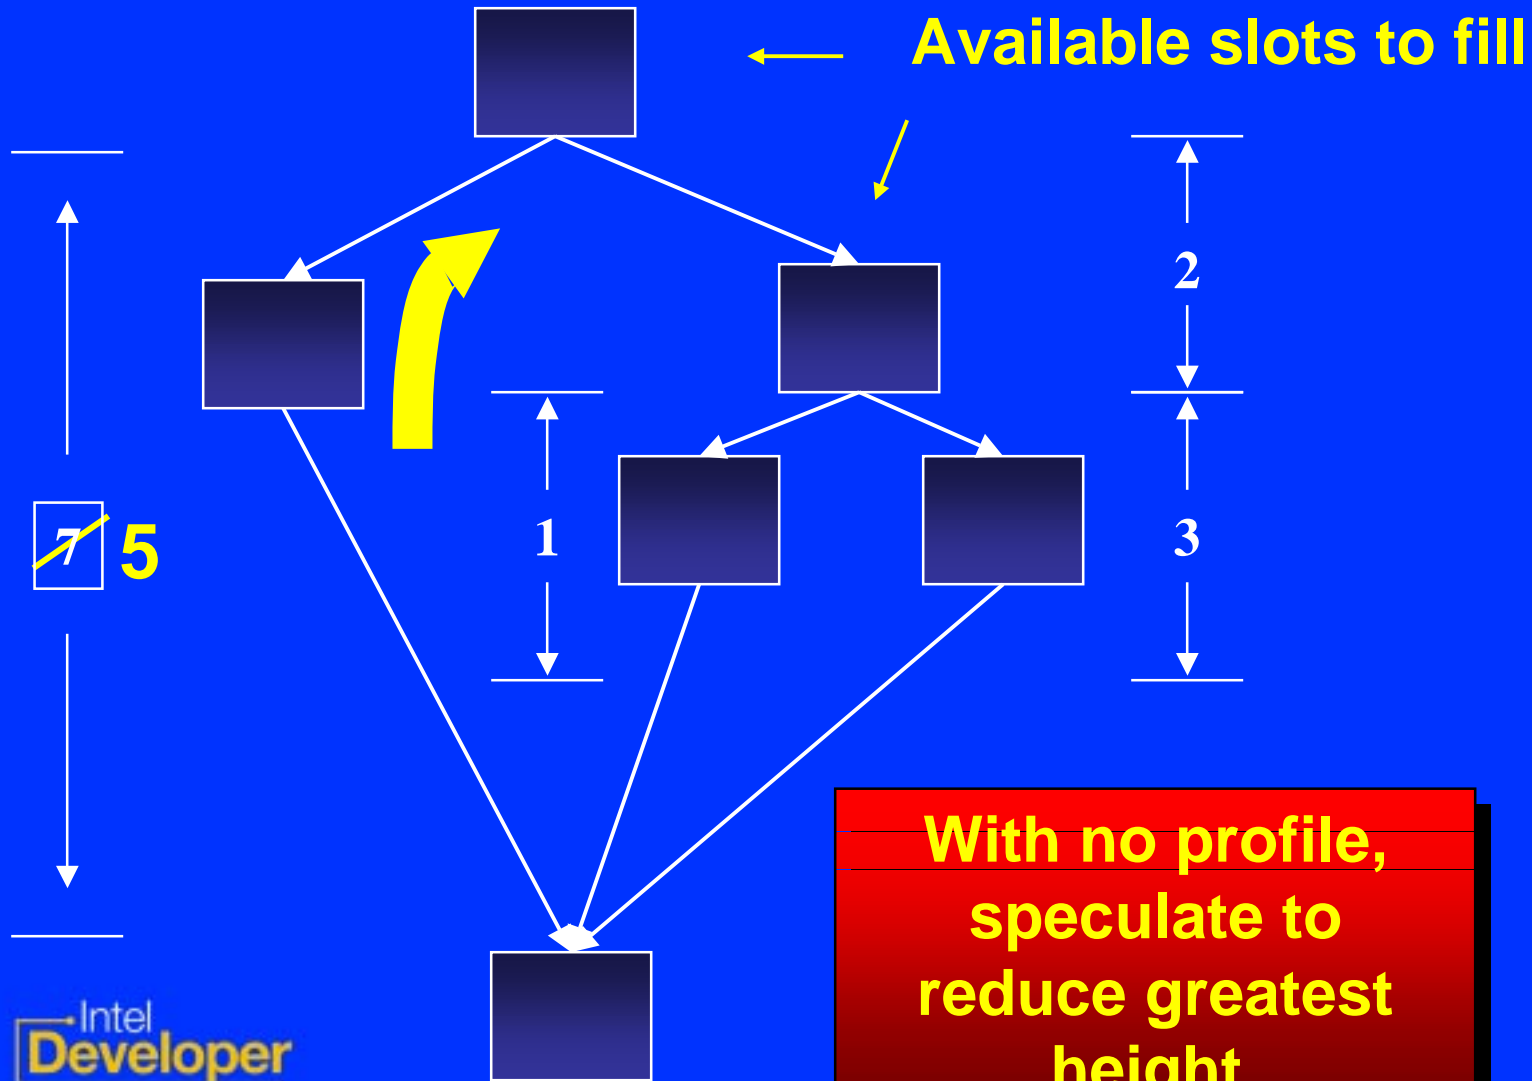 Available slots to fill
2
7 5
1
3
With no profile,
speculate to
reduce greatest
height
Intel
Developer